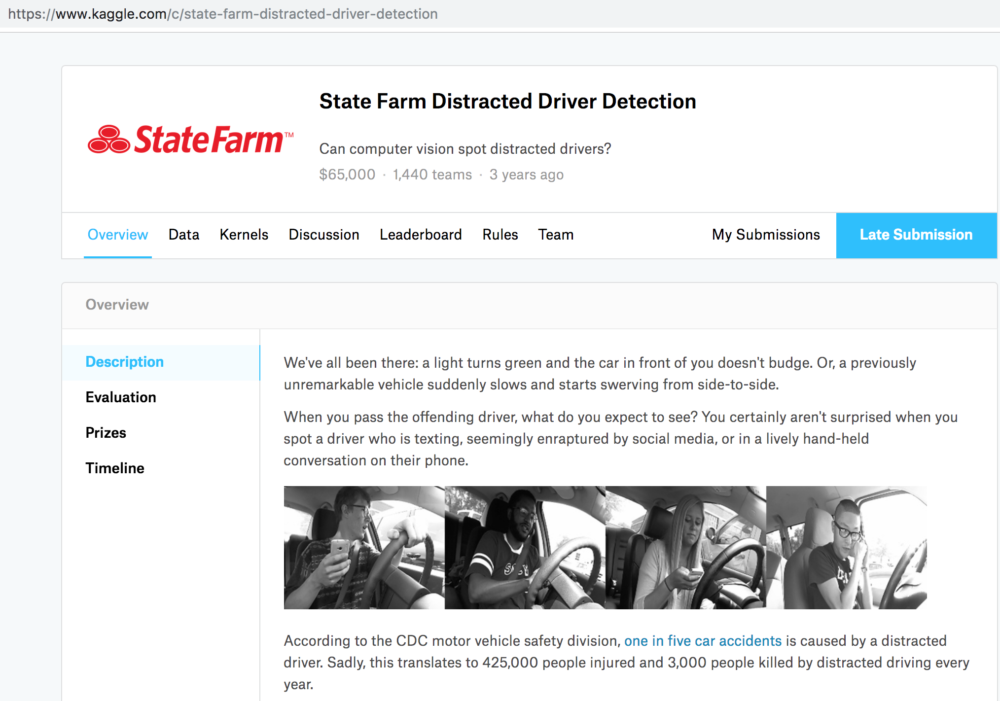 https://www.kaggle.com/c/state-farm-distracted-driver-detection
State Farm Distracted Driver Detection
StateFarm™
Can computer vision spot distracted drivers?
$65,000 · 1,440 teams · 3 years ago
Overview Data Kernels Discussion Leaderboard Rules Team My Submissions Late Submission
Overview
Description
Evaluation
Prizes
Timeline
We've all been there: a light turns green and the car in front of you doesn't budge. Or, a previously
unremarkable vehicle suddenly slows and starts swerving from side-to-side.
When you pass the offending driver, what do you expect to see? You certainly aren't surprised when you
spot a driver who is texting, seemingly enraptured by social media, or in a lively hand-held
conversation on their phone.
According to the CDC motor vehicle safety division, one in five car accidents is caused by a distracted
driver. Sadly, this translates to 425,000 people injured and 3,000 people killed by distracted driving every
year.